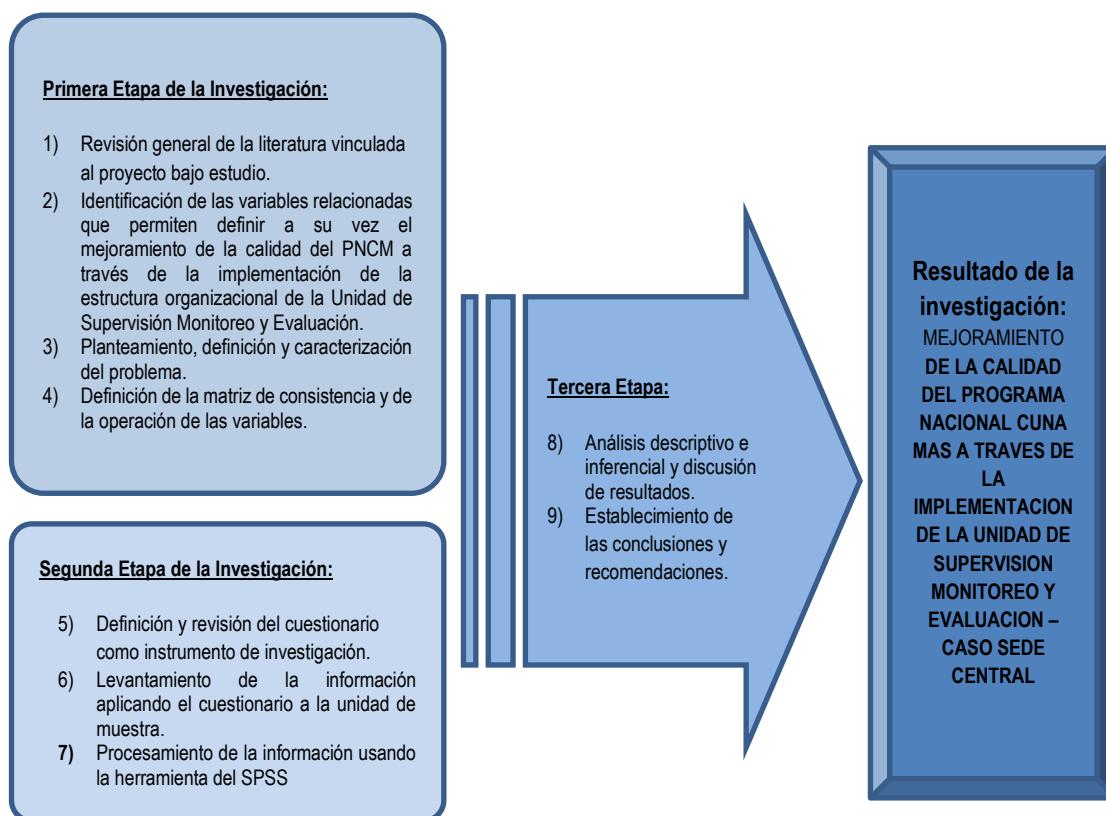 Primera Etapa de la Investigación:
1) Revisión general de la literatura vinculada
al proyecto bajo estudio.
2) Identificación de las variables relacionadas
que permiten definir a su vez el
mejoramiento de la calidad del PNCM a
través de la implementación de la
estructura organizacional de la Unidad de
Supervisión Monitoreo y Evaluación.
3) Planteamiento, definición y caracterización
del problema.
4) Definición de la matriz de consistencia y de
la operación de las variables.
Segunda Etapa de la Investigación:
5) Definición y revisión del cuestionario
como instrumento de investigación.
6) Levantamiento de la información
aplicando el cuestionario a la unidad de
muestra.
7) Procesamiento de la información usando
la herramienta del SPSS
Tercera Etapa:
8) Análisis descriptivo e
inferencial y discusión
de resultados.
9) Establecimiento de
las conclusiones y
recomendaciones.
Resultado de la
investigación:
MEJORAMIENTO
DE LA CALIDAD
DEL PROGRAMA
NACIONAL CUNA
MAS A TRAVES DE
LA
IMPLEMENTACION
DE LA UNIDAD DE
SUPERVISION
MONITOREO Y
EVALUACION –
CASO SEDE
CENTRAL